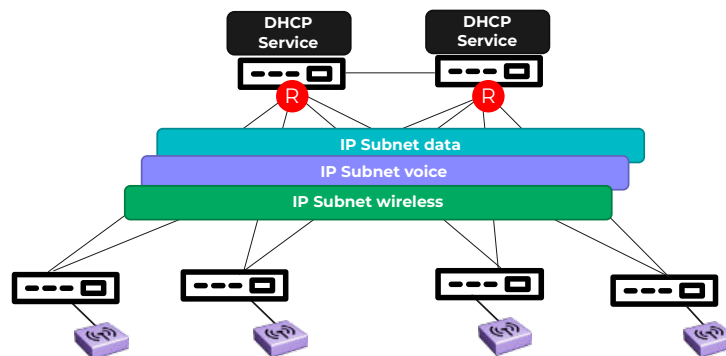 DHCP
Service
DHCP
Service
R
R
IP Subnet data
IP Subnet voice
IP Subnet wireless